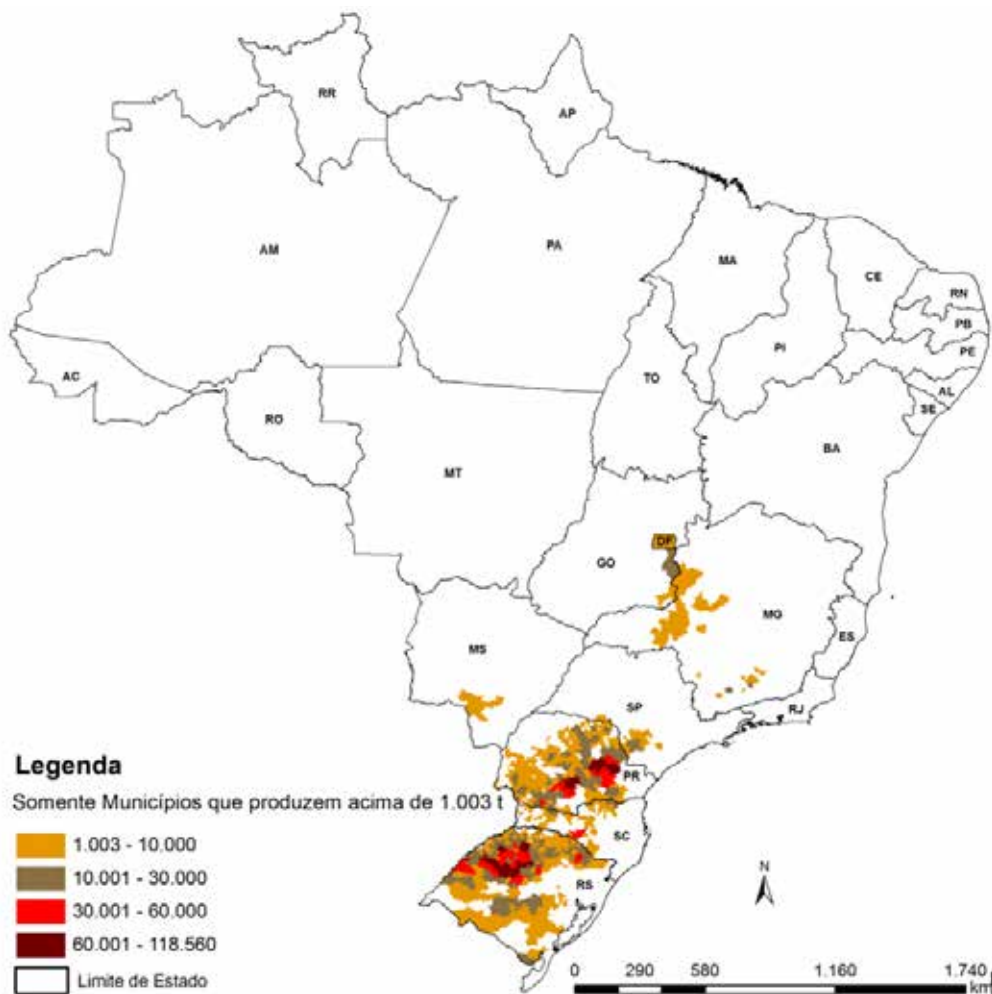 RR
AP
AM
PA
MA
CE
RN
PB
PE
AL
SE
PI
TO
AC
RO
MT
BA
DF
GO
MG
ES
MS
SP
RJ
PR
SC
RS
N
Legenda
Somente Municípios que produzem acima de 1.003 t
1.003 - 10.000
10.001 - 30.000
30.001 - 60.000
60.001 - 118.560
Limite de Estado
0 290 580 1.160 1.740
km